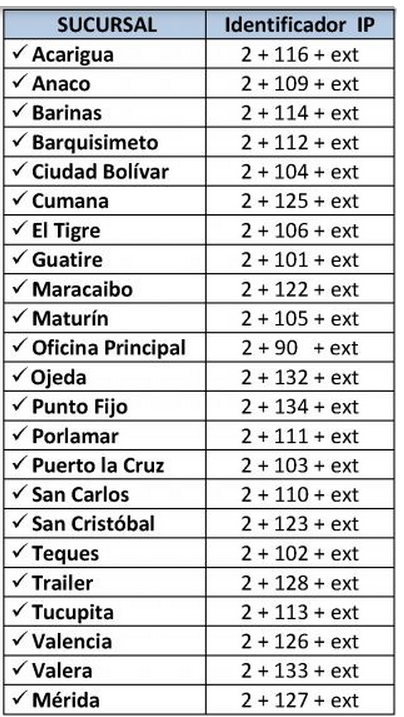 SUCURSAL Identificador IP
✓ Acarigua 2 + 116 + ext
✓ Anaco 2 + 109 + ext
✓ Barinas 2 + 114 + ext
✓ Barquisimeto 2 + 112 + ext
✓ Ciudad Bolívar 2 + 104 + ext
✓ Cumana 2 + 125 + ext
✓ El Tigre 2 + 106 + ext
✓ Guatire 2 + 101 + ext
✓ Maracaibo 2 + 122 + ext
✓ Maturín 2 + 105 + ext
✓ Oficina Principal 2 + 90 + ext
✓ Ojeda 2 + 132 + ext
✓ Punto Fijo 2 + 134 + ext
✓ Porlamar 2 + 111 + ext
✓ Puerto la Cruz 2 + 103 + ext
✓ San Carlos 2 + 110 + ext
✓ San Cristóbal 2 + 123 + ext
✓ Teques 2 + 102 + ext
✓ Trailer 2 + 128 + ext
✓ Tucupita 2 + 113 + ext
✓ Valencia 2 + 126 + ext
✓ Valera 2 + 133 + ext
✓ Mérida 2 + 127 + ext